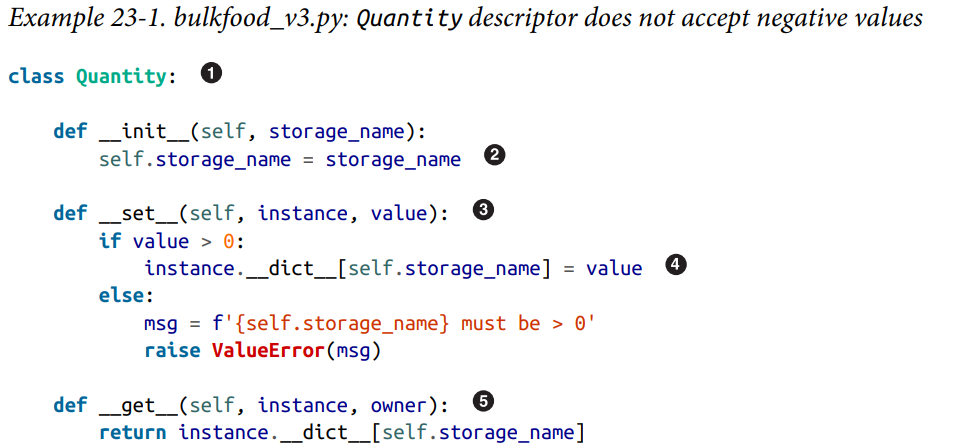 Example 23-1. bulkfood_v3.py: Quantity descriptor does not accept negative values
class Quantity: ❶
    def __init__(self, storage_name):
        self.storage_name = storage_name ❷
    def __set__(self, instance, value): ❸
        if value > 0:
            instance.__dict__[self.storage_name] = value ❹
        else:
            msg = f'{self.storage_name} must be > 0'
            raise ValueError(msg)
    def __get__(self, instance, owner): ❺
        return instance.__dict__[self.storage_name]